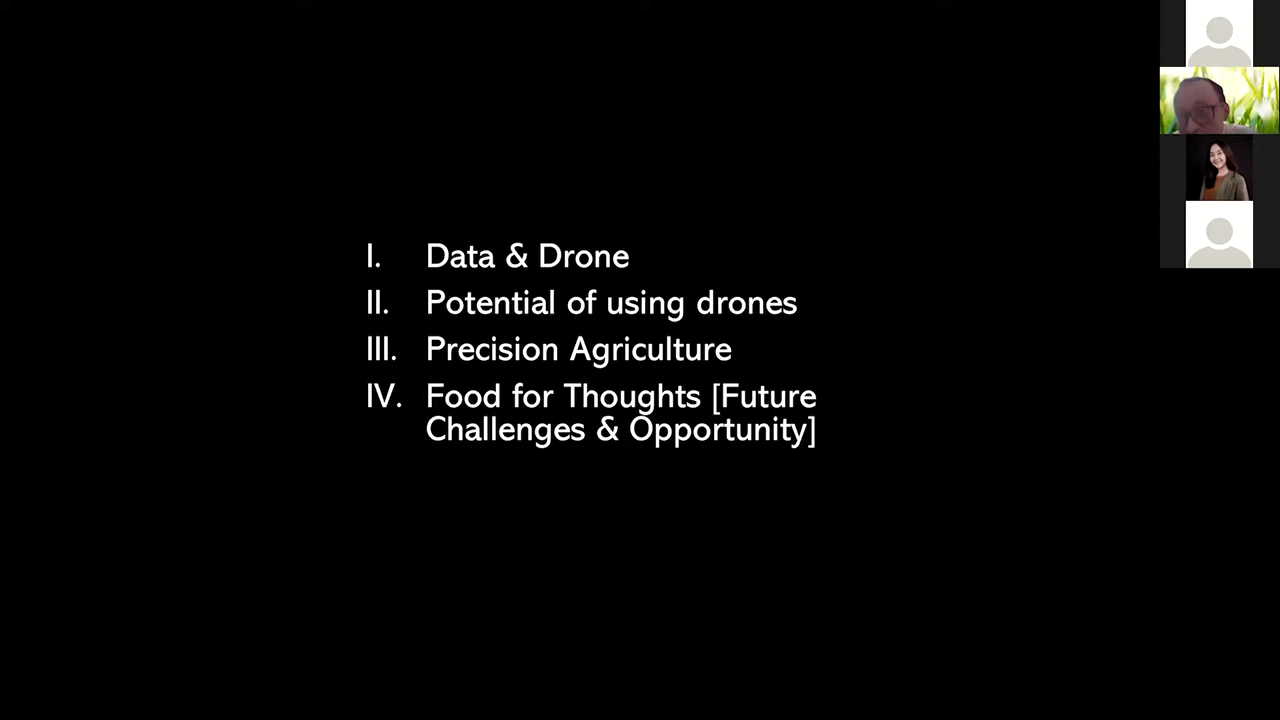 I. Data & Drone
II. Potential of using drones
III. Precision Agriculture
IV. Food for Thoughts [Future
Challenges & Opportunity]